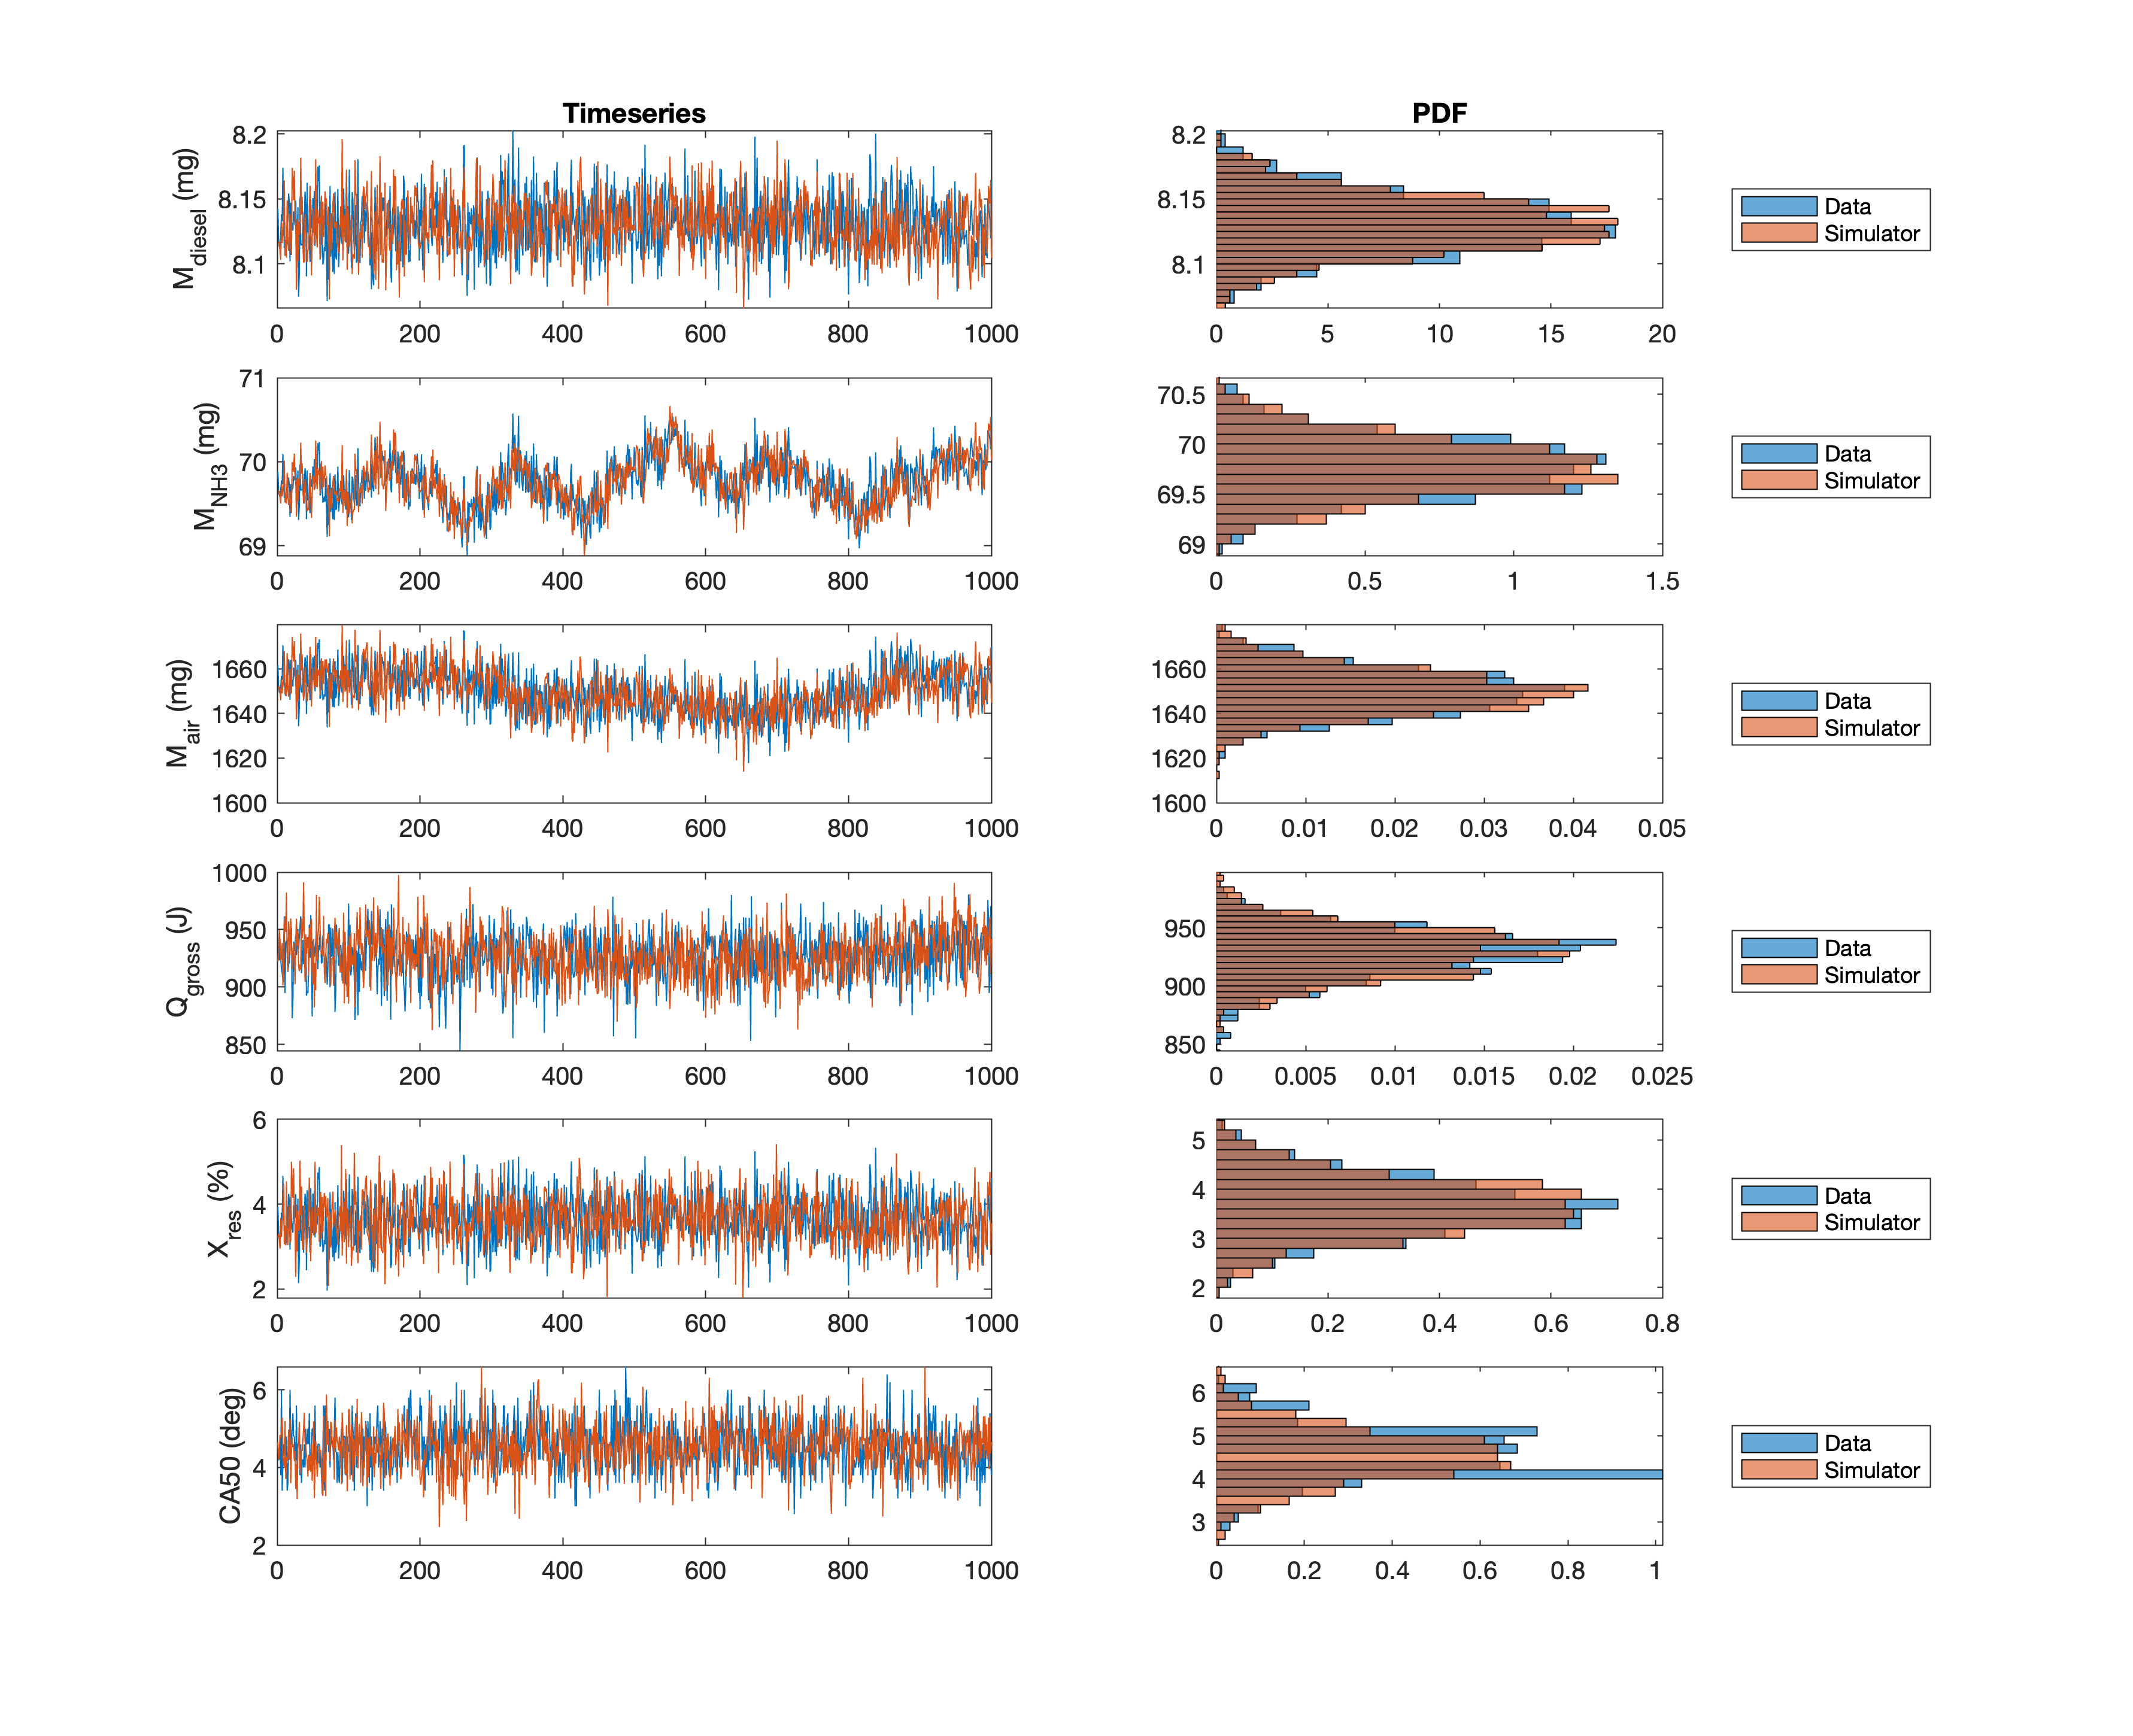 Timeseries
PDF
8.2
8.15
8.1
M_diesel (mg)
0 200 400 600 800 1000
8.2
8.15
8.1
0 5 10 15 20
Data
Simulator
71
70
69
M_NH3 (mg)
0 200 400 600 800 1000
70.5
70
69.5
69
0 0.5 1 1.5
Data
Simulator
1660
1640
1620
1600
M_air (mg)
0 200 400 600 800 1000
1660
1640
1620
1600
0 0.01 0.02 0.03 0.04 0.05
Data
Simulator
1000
950
900
850
Q_gross (J)
0 200 400 600 800 1000
950
900
850
0 0.005 0.01 0.015 0.02 0.025
Data
Simulator
6
4
2
X_res (%)
0 200 400 600 800 1000
5
4
3
2
0 0.2 0.4 0.6 0.8
Data
Simulator
6
4
2
CA50 (deg)
0 200 400 600 800 1000
6
5
4
3
0 0.2 0.4 0.6 0.8 1
Data
Simulator